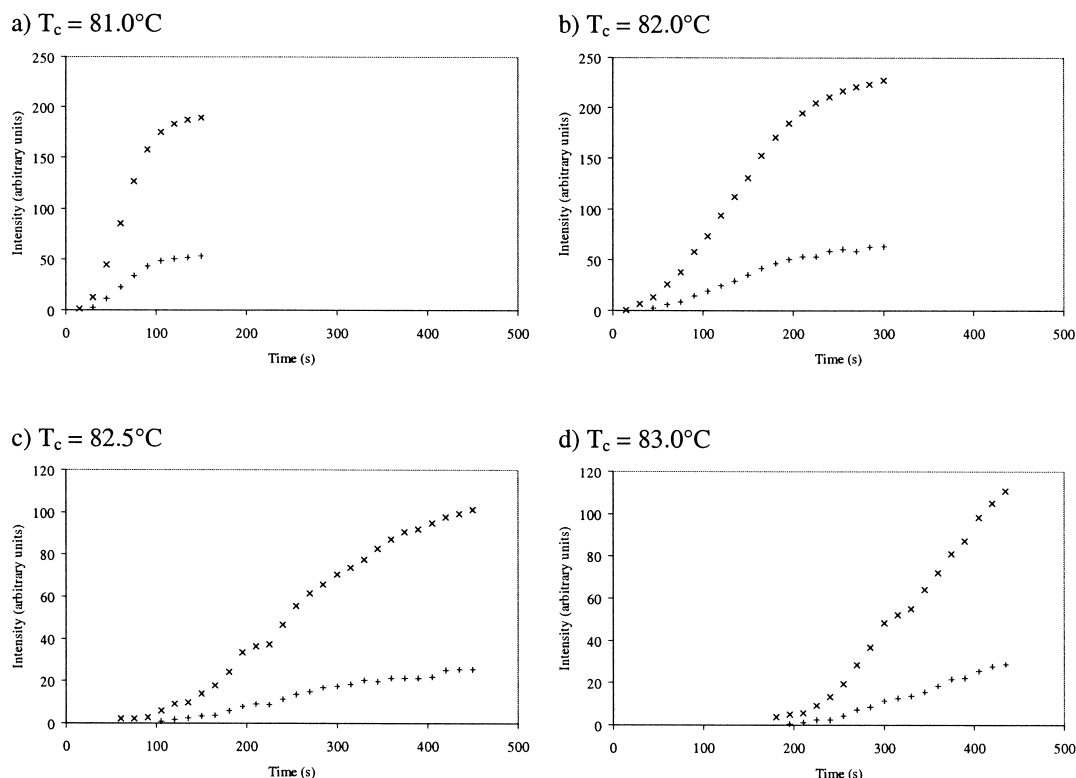 a) T_c = 81.0°C
250
200
150
100
50
0
Intensity (arbitrary units)
0 100 200 300 400 500
Time (s)
b) T_c = 82.0°C
250
200
150
100
50
0
Intensity (arbitrary units)
0 100 200 300 400 500
Time (s)
c) T_c = 82.5°C
120
100
80
60
40
20
0
Intensity (arbitrary units)
0 100 200 300 400 500
Time (s)
d) T_c = 83.0°C
120
100
80
60
40
20
0
Intensity (arbitrary units)
0 100 200 300 400 500
Time (s)